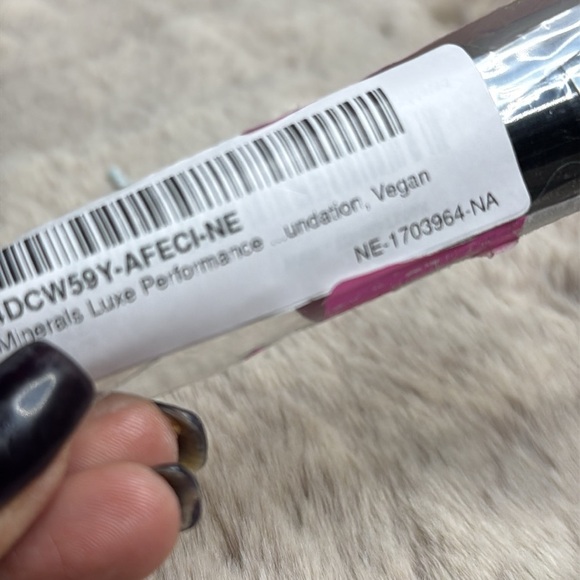 DCW59Y-AFECI-NE
Minerals Luxe Performance ...undation, Vegan
NE-1703964-NA